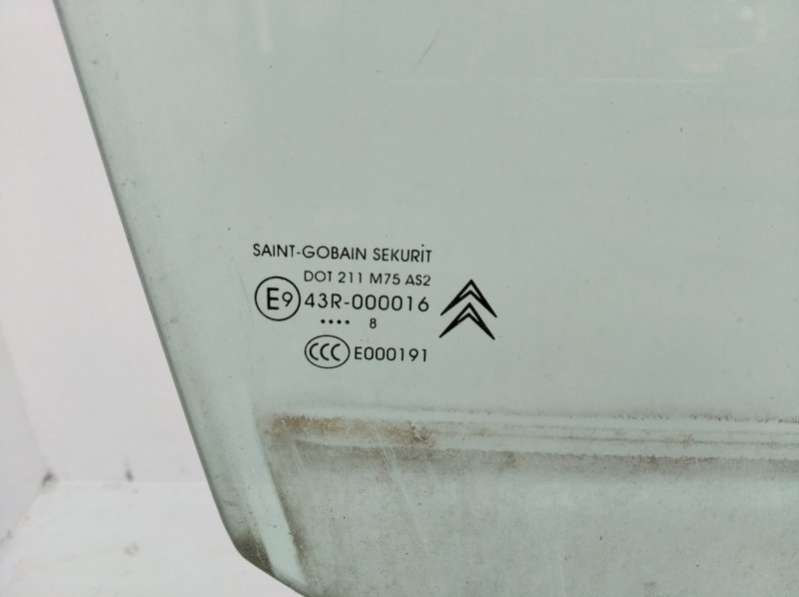 SAINT-GOBAIN SEKURIT
DOT 211 M75 AS2
E9 43R-000016
•••• 8
CCC E000191